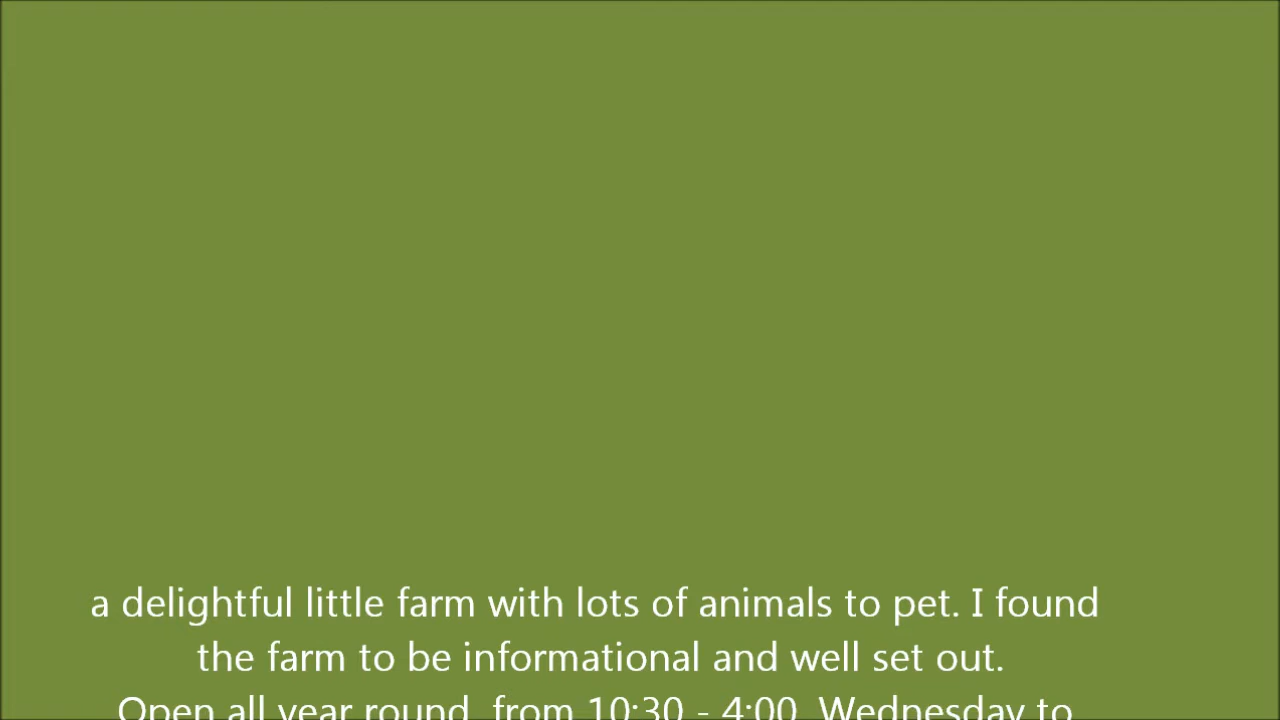 a delightful little farm with lots of animals to pet. I found
the farm to be informational and well set out.
Open all year round, from 10:30 - 4:00, Wednesday to